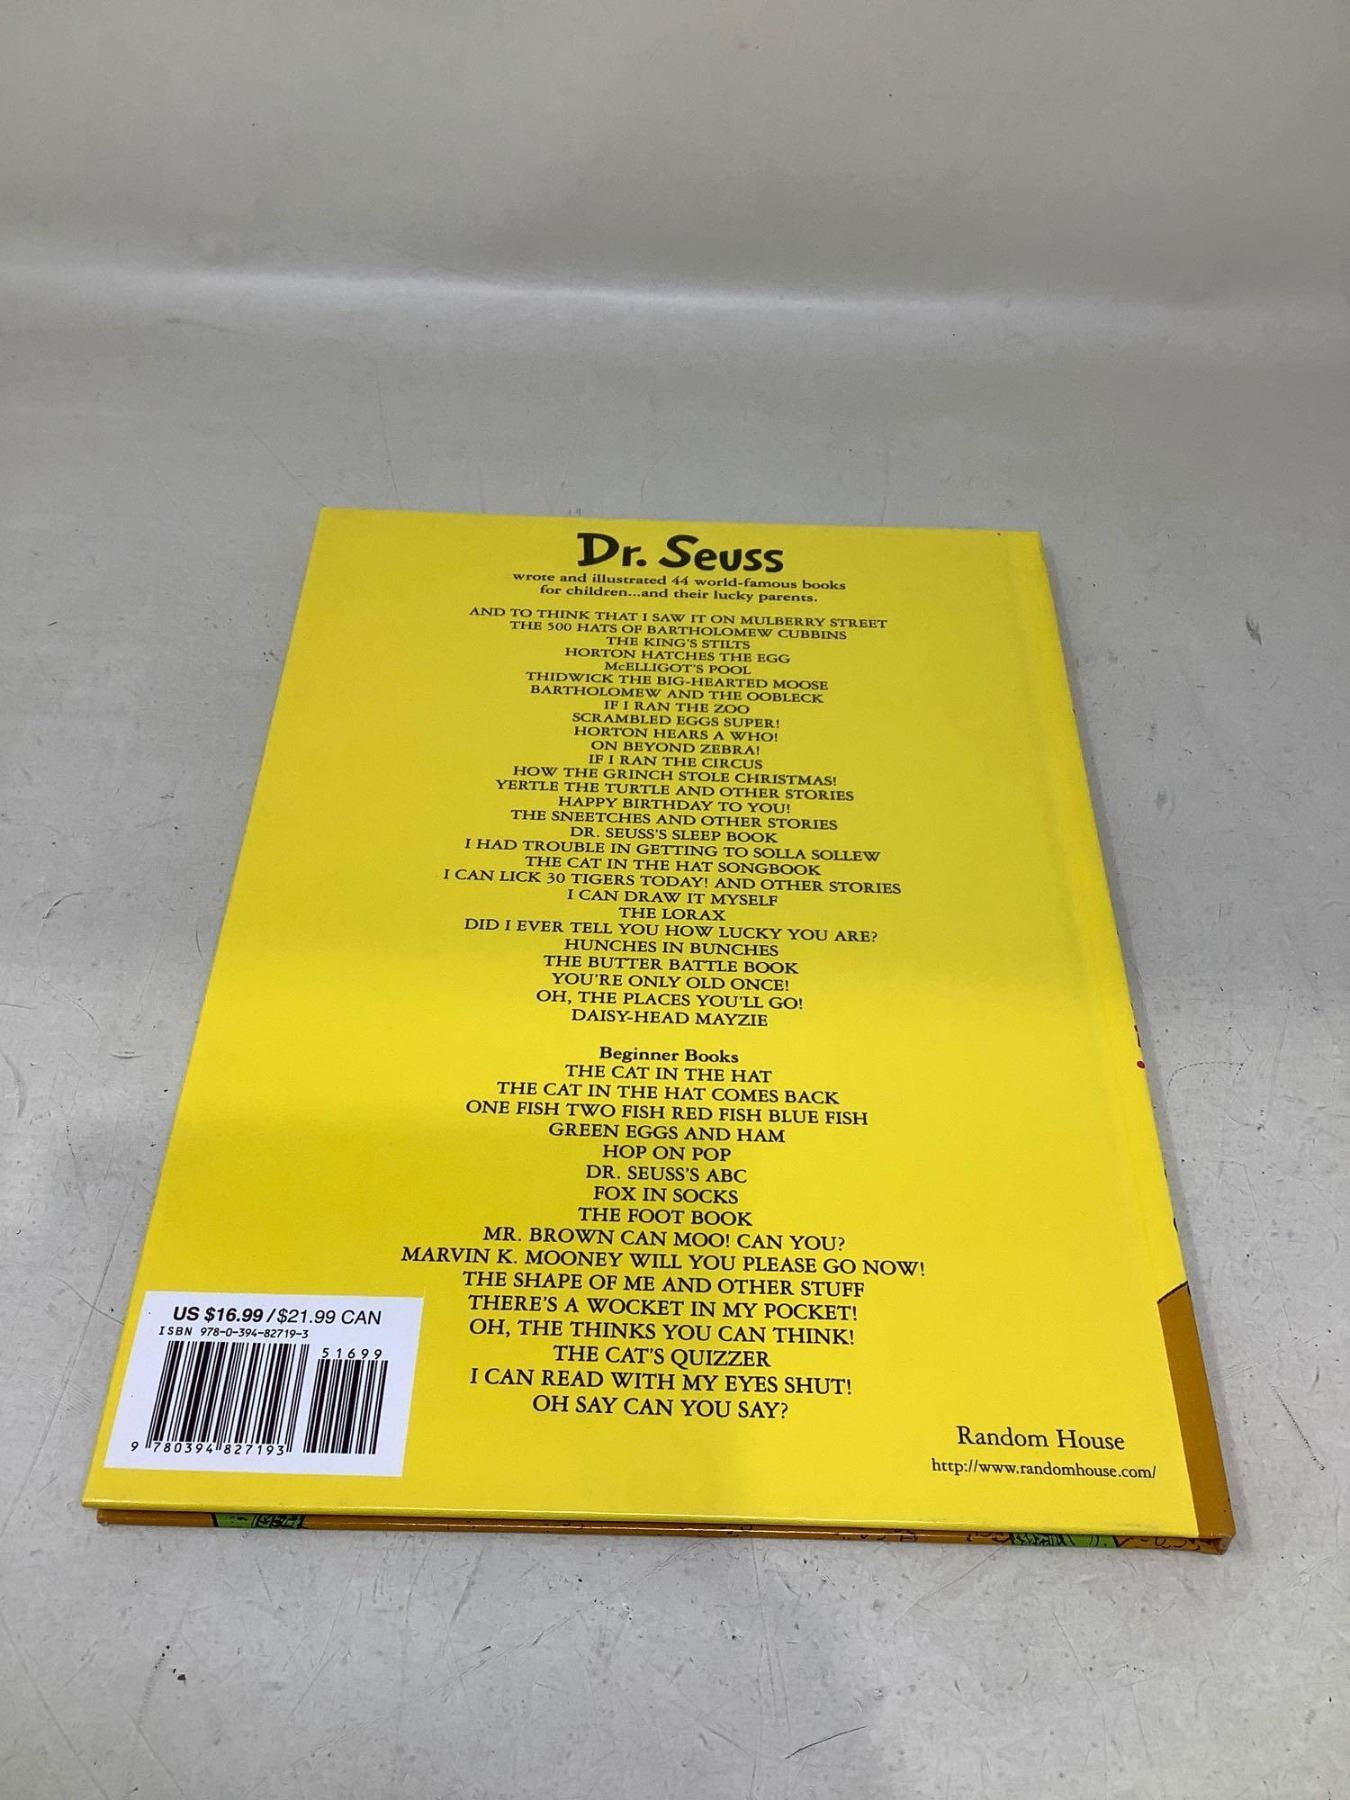 Dr. Seuss
wrote and illustrated 44 world-famous books
for children...and their lucky parents.
AND TO THINK THAT I SAW IT ON MULBERRY STREET
THE 500 HATS OF BARTHOLOMEW CUBBINS
THE KING'S STILTS
HORTON HATCHES THE EGG
McELLIGOT'S POOL
THIDWICK THE BIG-HEARTED MOOSE
BARTHOLOMEW AND THE OOBLECK
IF I RAN THE ZOO
SCRAMBLED EGGS SUPER!
HORTON HEARS A WHO!
ON BEYOND ZEBRA!
IF I RAN THE CIRCUS
HOW THE GRINCH STOLE CHRISTMAS!
YERTLE THE TURTLE AND OTHER STORIES
HAPPY BIRTHDAY TO YOU!
THE SNEETCHES AND OTHER STORIES
DR. SEUSS'S SLEEP BOOK
I HAD TROUBLE IN GETTING TO SOLLA SOLLEW
THE CAT IN THE HAT SONGBOOK
I CAN LICK 30 TIGERS TODAY! AND OTHER STORIES
I CAN DRAW IT MYSELF
THE LORAX
DID I EVER TELL YOU HOW LUCKY YOU ARE?
HUNCHES IN BUNCHES
THE BUTTER BATTLE BOOK
YOU'RE ONLY OLD ONCE!
OH, THE PLACES YOU'LL GO!
DAISY-HEAD MAYZIE
Beginner Books
THE CAT IN THE HAT
THE CAT IN THE HAT COMES BACK
ONE FISH TWO FISH RED FISH BLUE FISH
GREEN EGGS AND HAM
HOP ON POP
DR. SEUSS'S ABC
FOX IN SOCKS
THE FOOT BOOK
MR. BROWN CAN MOO! CAN YOU?
MARVIN K. MOONEY WILL YOU PLEASE GO NOW!
THE SHAPE OF ME AND OTHER STUFF
THERE'S A WOCKET IN MY POCKET!
OH, THE THINKS YOU CAN THINK!
THE CAT'S QUIZZER
I CAN READ WITH MY EYES SHUT!
OH SAY CAN YOU SAY?
US $16.99 / $21.99 CAN
ISBN 978-0-394-82719-3
51699
9 780394 827193
Random House
http://www.randomhouse.com/